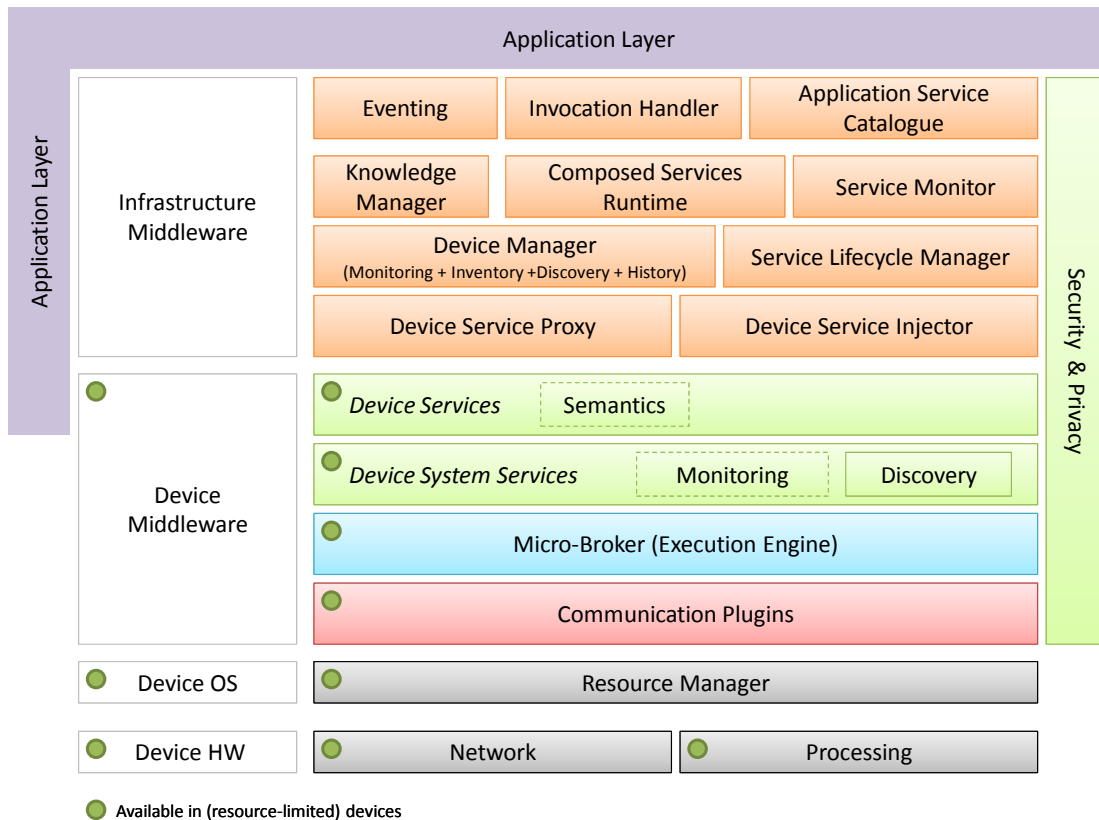 Application Layer
Application Layer
Infrastructure
Middleware
Eventing
Invocation Handler
Application Service
Catalogue
Knowledge
Manager
Composed Services
Runtime
Service Monitor
Device Manager
(Monitoring + Inventory +Discovery + History)
Service Lifecycle Manager
Device Service Proxy
Device Service Injector
Security & Privacy
Device
Middleware
Device Services
Semantics
Device System Services
Monitoring
Discovery
Micro-Broker (Execution Engine)
Communication Plugins
Device OS
Resource Manager
Device HW
Network
Processing
Available in (resource-limited) devices